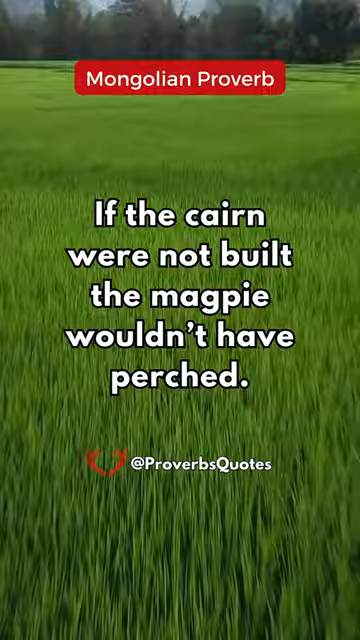 Mongolian Proverb
If the cairn
were not built
the magpie
wouldn’t have
perched.
@ProverbsQuotes